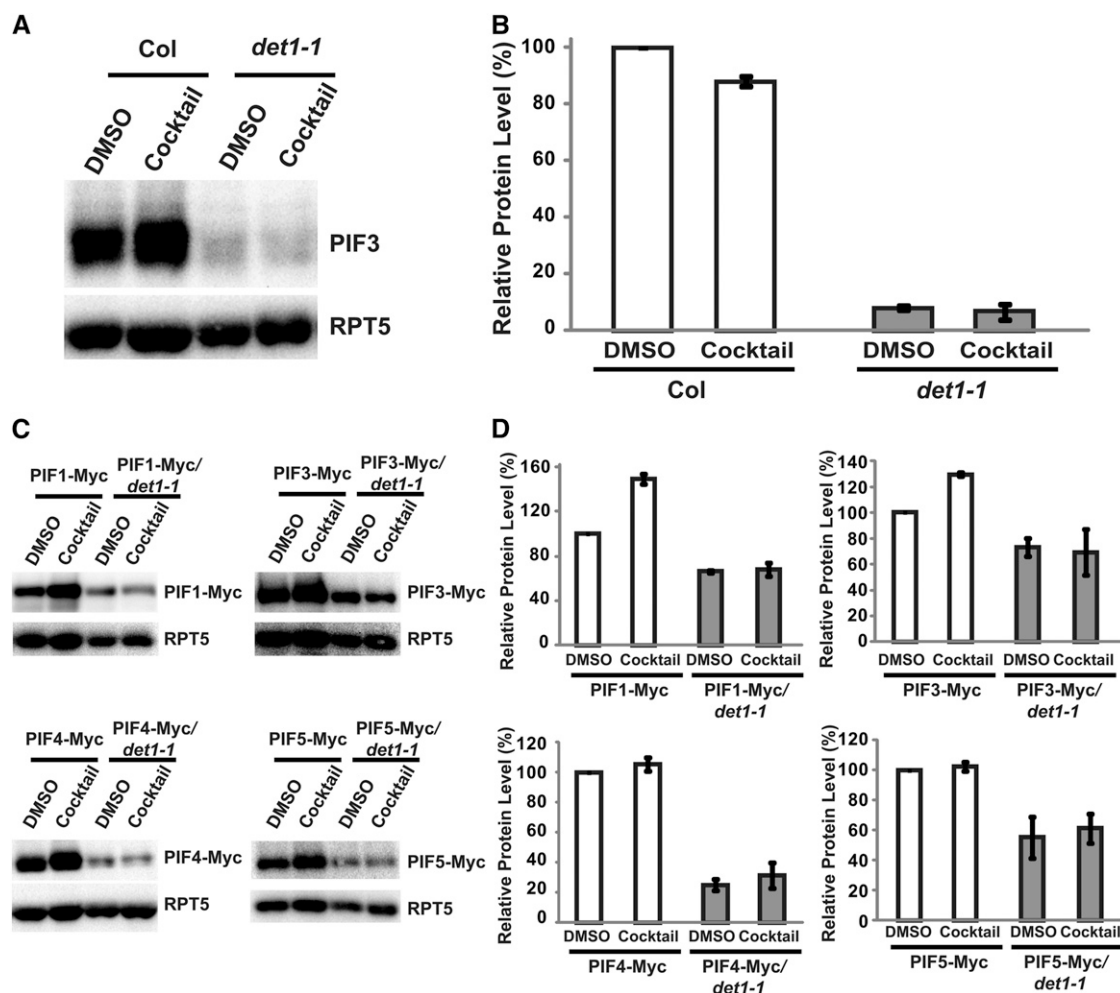 A
Col
det1-1
DMSO
Cocktail
DMSO
Cocktail
PIF3
RPT5
B
Relative Protein Level (%)
100
80
60
40
20
0
DMSO
Cocktail
DMSO
Cocktail
Col
det1-1
C
PIF1-Myc
PIF1-Myc/
det1-1
DMSO
Cocktail
DMSO
Cocktail
PIF1-Myc
RPT5
PIF3-Myc
PIF3-Myc/
det1-1
DMSO
Cocktail
DMSO
Cocktail
PIF3-Myc
RPT5
PIF4-Myc
PIF4-Myc/
det1-1
DMSO
Cocktail
DMSO
Cocktail
PIF4-Myc
RPT5
PIF5-Myc
PIF5-Myc/
det1-1
DMSO
Cocktail
DMSO
Cocktail
PIF5-Myc
RPT5
D
Relative Protein Level (%)
160
120
80
40
0
DMSO Cocktail DMSO Cocktail
PIF1-Myc
PIF1-Myc/
det1-1
Relative Protein Level (%)
140
120
100
80
60
40
20
0
DMSO Cocktail DMSO Cocktail
PIF3-Myc
PIF3-Myc/
det1-1
Relative Protein Level (%)
120
100
80
60
40
20
0
DMSO Cocktail DMSO Cocktail
PIF4-Myc
PIF4-Myc/
det1-1
Relative Protein Level (%)
120
100
80
60
40
20
0
DMSO Cocktail DMSO Cocktail
PIF5-Myc
PIF5-Myc/
det1-1